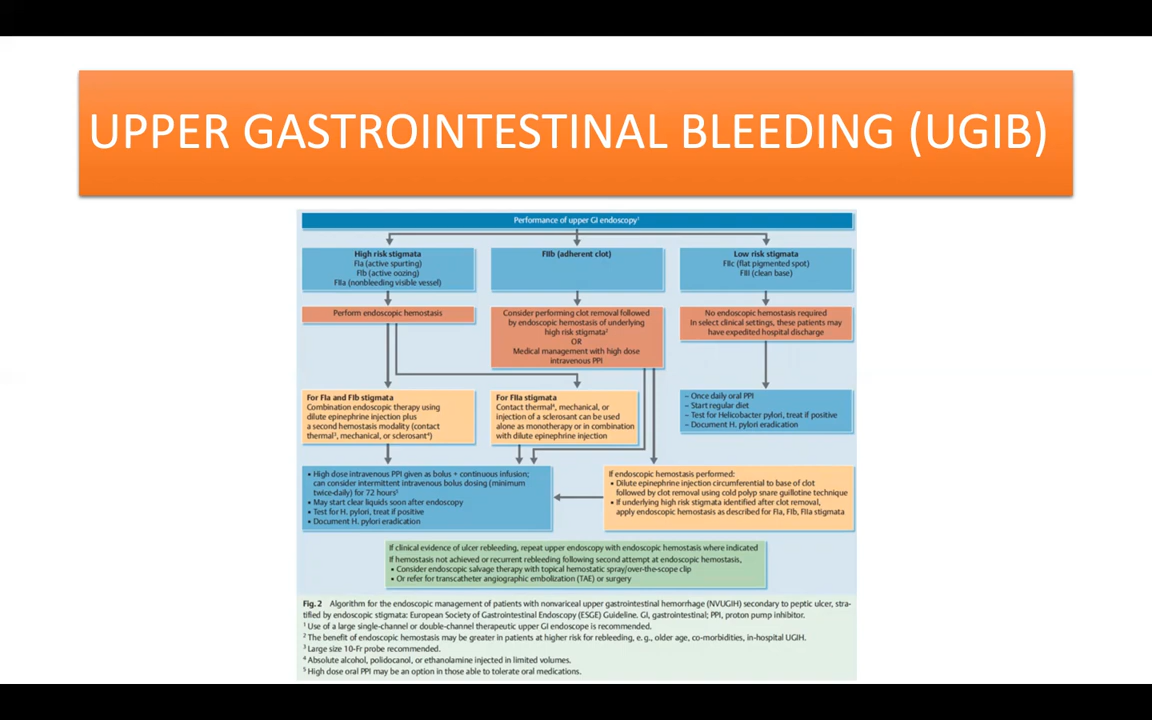 UPPER GASTROINTESTINAL BLEEDING (UGIB)
Performance of upper GI endoscopy¹
High risk stigmata
FIa (active spurting)
FIb (active oozing)
FIIa (nonbleeding visible vessel)
FIIb (adherent clot)
Low risk stigmata
FIIc (flat pigmented spot)
FIII (clean base)
Perform endoscopic hemostasis
Consider performing clot removal followed
by endoscopic hemostasis of underlying
high risk stigmata²
OR
Medical management with high dose
intravenous PPI
No endoscopic hemostasis required
In select clinical settings, these patients may
have expedited hospital discharge
For FIa and FIb stigmata
Combination endoscopic therapy using
dilute epinephrine injection plus
a second hemostasis modality (contact
thermal³, mechanical, or sclerosant⁴)
For FIIa stigmata
Contact thermal⁴, mechanical, or
injection of a sclerosant can be used
alone as monotherapy or in combination
with dilute epinephrine injection
– Once daily oral PPI
– Start regular diet
– Test for Helicobacter pylori, treat if positive
– Document H. pylori eradication
• High dose intravenous PPI given as bolus + continuous infusion;
can consider intermittent intravenous bolus dosing (minimum
twice-daily) for 72 hours⁵
• May start clear liquids soon after endoscopy
• Test for H. pylori, treat if positive
• Document H. pylori eradication
If endoscopic hemostasis performed:
• Dilute epinephrine injection circumferential to base of clot
followed by clot removal using cold polyp snare guillotine technique
• If underlying high risk stigmata identified after clot removal,
apply endoscopic hemostasis as described for FIa, FIb, FIIa stigmata
If clinical evidence of ulcer rebleeding, repeat upper endoscopy with endoscopic hemostasis where indicated
If hemostasis not achieved or recurrent rebleeding following second attempt at endoscopic hemostasis,
• Consider endoscopic salvage therapy with topical hemostatic spray/over-the-scope clip
• Or refer for transcatheter angiographic embolization (TAE) or surgery
Fig. 2 Algorithm for the endoscopic management of patients with nonvariceal upper gastrointestinal hemorrhage (NVUGIH) secondary to peptic ulcer, stra-
tified by endoscopic stigmata: European Society of Gastrointestinal Endoscopy (ESGE) Guideline. GI, gastrointestinal; PPI, proton pump inhibitor.
¹ Use of a large single-channel or double-channel therapeutic upper GI endoscope is recommended.
² The benefit of endoscopic hemostasis may be greater in patients at higher risk for rebleeding, e. g., older age, co-morbidities, in-hospital UGIH.
³ Large size 10-Fr probe recommended.
⁴ Absolute alcohol, polidocanol, or ethanolamine injected in limited volumes.
⁵ High dose oral PPI may be an option in those able to tolerate oral medications.